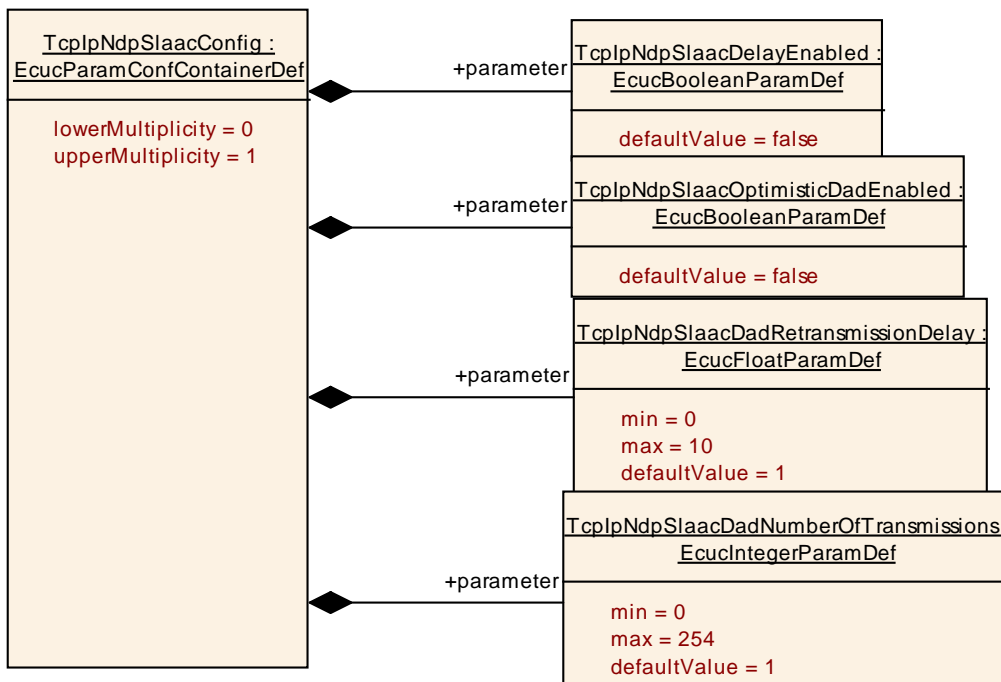 TcpIpNdpSlaacConfig :
EcucParamConfContainerDef
lowerMultiplicity = 0
upperMultiplicity = 1
+parameter
TcpIpNdpSlaacDelayEnabled :
EcucBooleanParamDef
defaultValue = false
+parameter
TcpIpNdpSlaacOptimisticDadEnabled :
EcucBooleanParamDef
defaultValue = false
+parameter
TcpIpNdpSlaacDadRetransmissionDelay :
EcucFloatParamDef
min = 0
max = 10
defaultValue = 1
+parameter
TcpIpNdpSlaacDadNumberOfTransmissions
EcucIntegerParamDef
min = 0
max = 254
defaultValue = 1